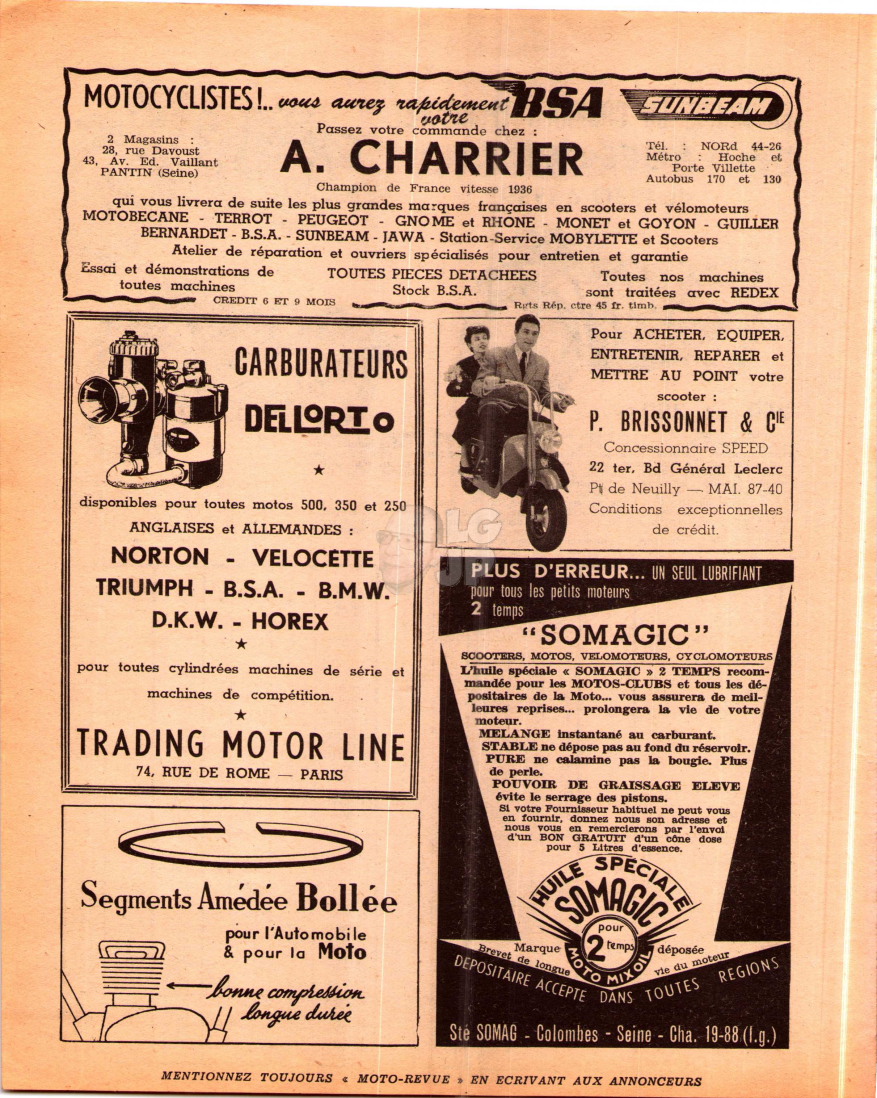 MOTOCYCLISTES !.. vous aurez rapidement votre BSA SUNBEAM
Passez votre commande chez :
2 Magasins :
28, rue Davoust
43, Av. Ed. Vaillant
PANTIN (Seine)
A. CHARRIER
Champion de France vitesse 1936
Tél. : NORd 44-26
Métro : Hoche et
Porte Villette
Autobus 170 et 130
qui vous livrera de suite les plus grandes marques françaises en scooters et vélomoteurs
MOTOBECANE - TERROT - PEUGEOT - GNOME et RHONE - MONET et GOYON - GUILLER
BERNARDET - B.S.A. - SUNBEAM - JAWA - Station-Service MOBYLETTE et Scooters
Atelier de réparation et ouvriers spécialisés pour entretien et garantie
Essai et démonstrations de
toutes machines
TOUTES PIECES DETACHEES
Stock B.S.A.
Toutes nos machines
sont traitées avec REDEX
CREDIT 6 ET 9 MOIS
Rgts Rép. ctre 45 fr. timb.
CARBURATEURS
DELLORTO
disponibles pour toutes motos 500, 350 et 250
ANGLAISES et ALLEMANDES :
NORTON - VELOCETTE
TRIUMPH - B.S.A. - B.M.W.
D.K.W. - HOREX
pour toutes cylindrées machines de série et
machines de compétition.
TRADING MOTOR LINE
74, RUE DE ROME — PARIS
Pour ACHETER, EQUIPER,
ENTRETENIR, REPARER et
METTRE AU POINT votre
scooter :
P. BRISSONNET & CIE
Concessionnaire SPEED
22 ter, Bd Général Leclerc
Pt de Neuilly — MAI. 87-40
Conditions exceptionnelles
de crédit.
LG
JP
PLUS D'ERREUR... UN SEUL LUBRIFIANT
pour tous les petits moteurs
2 temps
"SOMAGIC"
SCOOTERS, MOTOS, VELOMOTEURS, CYCLOMOTEURS
L'huile spéciale « SOMAGIC » 2 TEMPS recom-
mandée pour les MOTOS-CLUBS et tous les dé-
positaires de la Moto... vous assurera de meil-
leures reprises... prolongera la vie de votre
moteur.
MELANGE instantané au carburant.
STABLE ne dépose pas au fond du réservoir.
PURE ne calamine pas la bougie. Plus
de perle.
POUVOIR DE GRAISSAGE ELEVE
évite le serrage des pistons.
Si votre Fournisseur habituel ne peut vous
en fournir, donnez nous son adresse et
nous vous en remercierons par l'envoi
d'un BON GRATUIT d'un cône dose
pour 5 Litres d'essence.
HUILE SPÉCIALE
SOMAGIC
pour
2 temps
MOTO MIXOIL
Marque déposée
Brevet de longue vie du moteur
DEPOSITAIRE ACCEPTE DANS TOUTES REGIONS
Sté SOMAG - Colombes - Seine - Cha. 19-88 (l.g.)
Segments Amédée Bollée
pour l'Automobile
& pour la Moto
bonne compression
longue durée
MENTIONNEZ TOUJOURS « MOTO-REVUE » EN ECRIVANT AUX ANNONCEURS